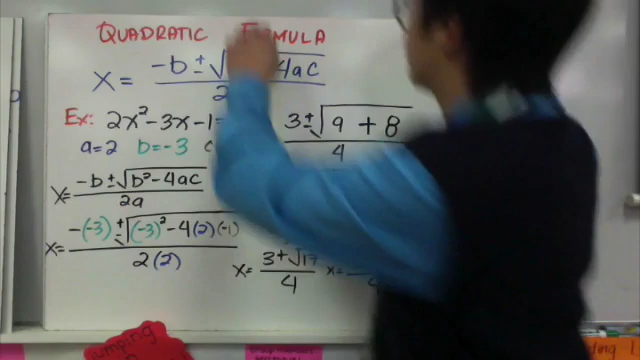 QUADRATIC FORMULA
x = -b ± √ 4ac
2
Ex: 2x² - 3x - 1 =
a = 2 b = -3 c
x = -b ± √b² - 4ac
2a
x = -(-3) ± √(-3)² - 4(2)(-1)
2(2)
3 ± √9 + 8
4
x = 3 + √17
4
x =